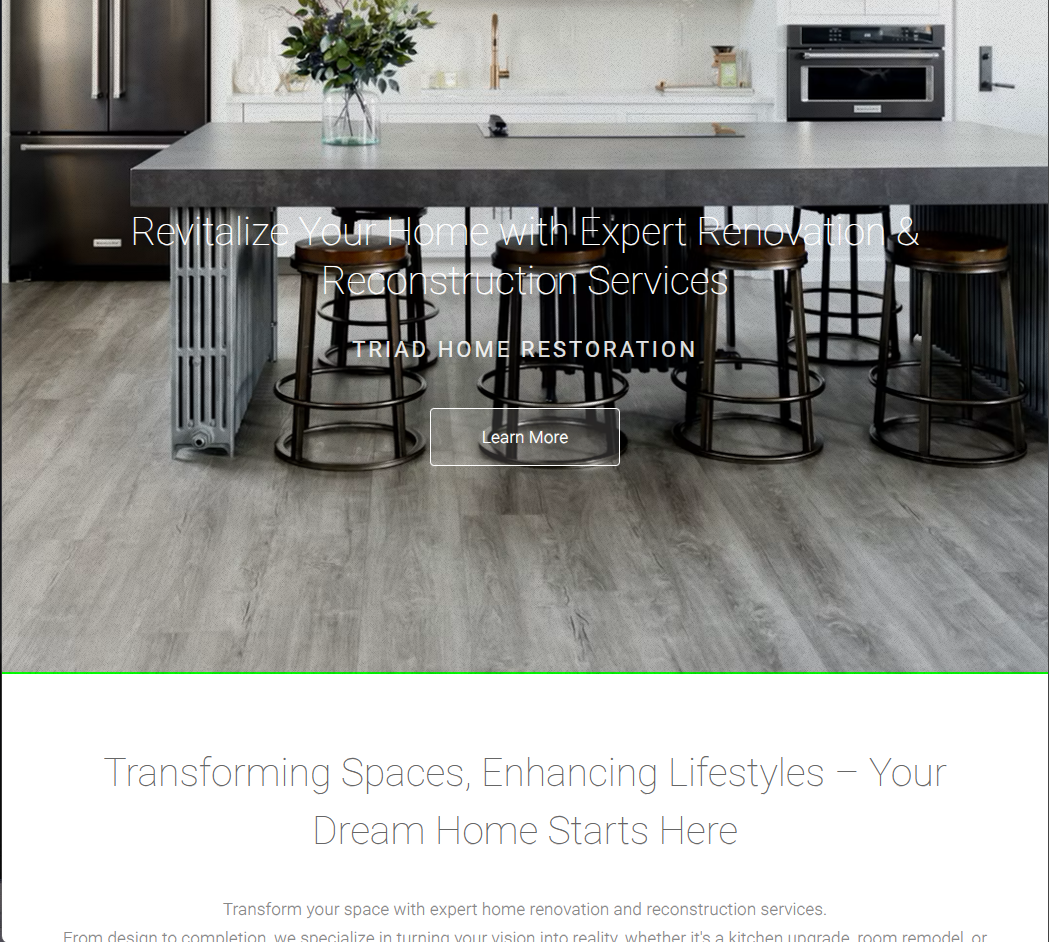 Revitalize Your Home with Expert Renovation &
Reconstruction Services
TRIAD HOME RESTORATION
Learn More
Transforming Spaces, Enhancing Lifestyles – Your
Dream Home Starts Here
Transform your space with expert home renovation and reconstruction services.
From design to completion, we specialize in turning your vision into reality, whether it's a kitchen upgrade, room remodel, or